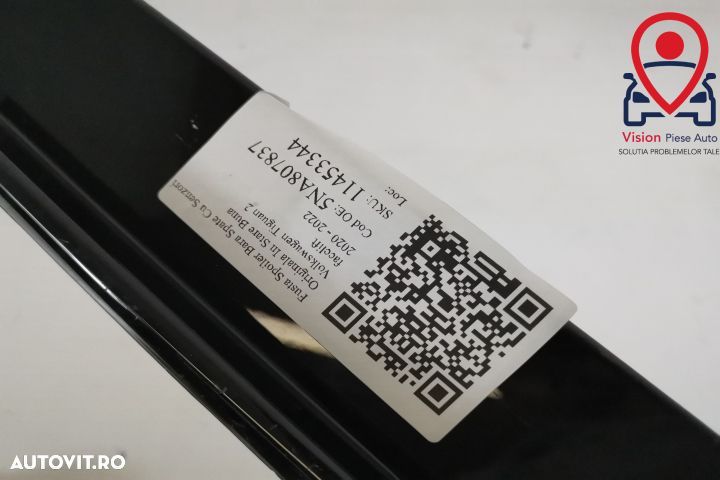 Fusta Spoiler Bara Spate Cu Senzori
Originala In Stare Buna
Volkswagen Tiguan 2
facelift
2020 - 2022
Cod OE: 5NA807837
SKU: 11453344
Loc:
Vision Piese Auto
SOLUTIA PROBLEMELOR TALE
AUTOVIT.RO